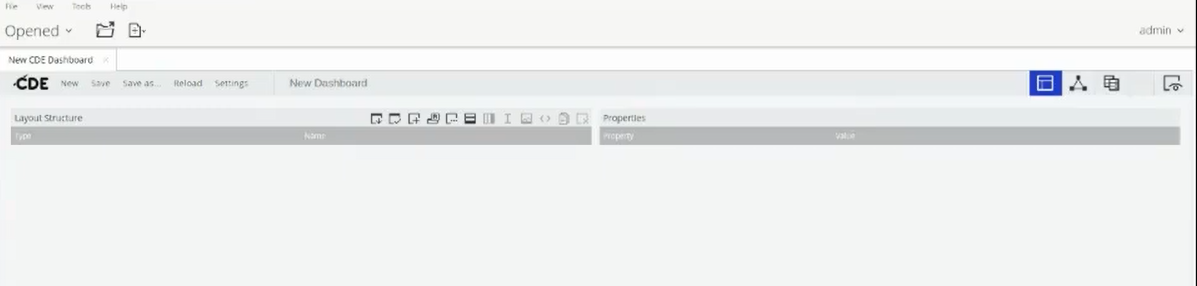 File View Tools Help
Opened
admin
New CDE Dashboard ×
CDE New Save Save as... Reload Settings New Dashboard
Layout Structure
Properties
Type Name
Property Value